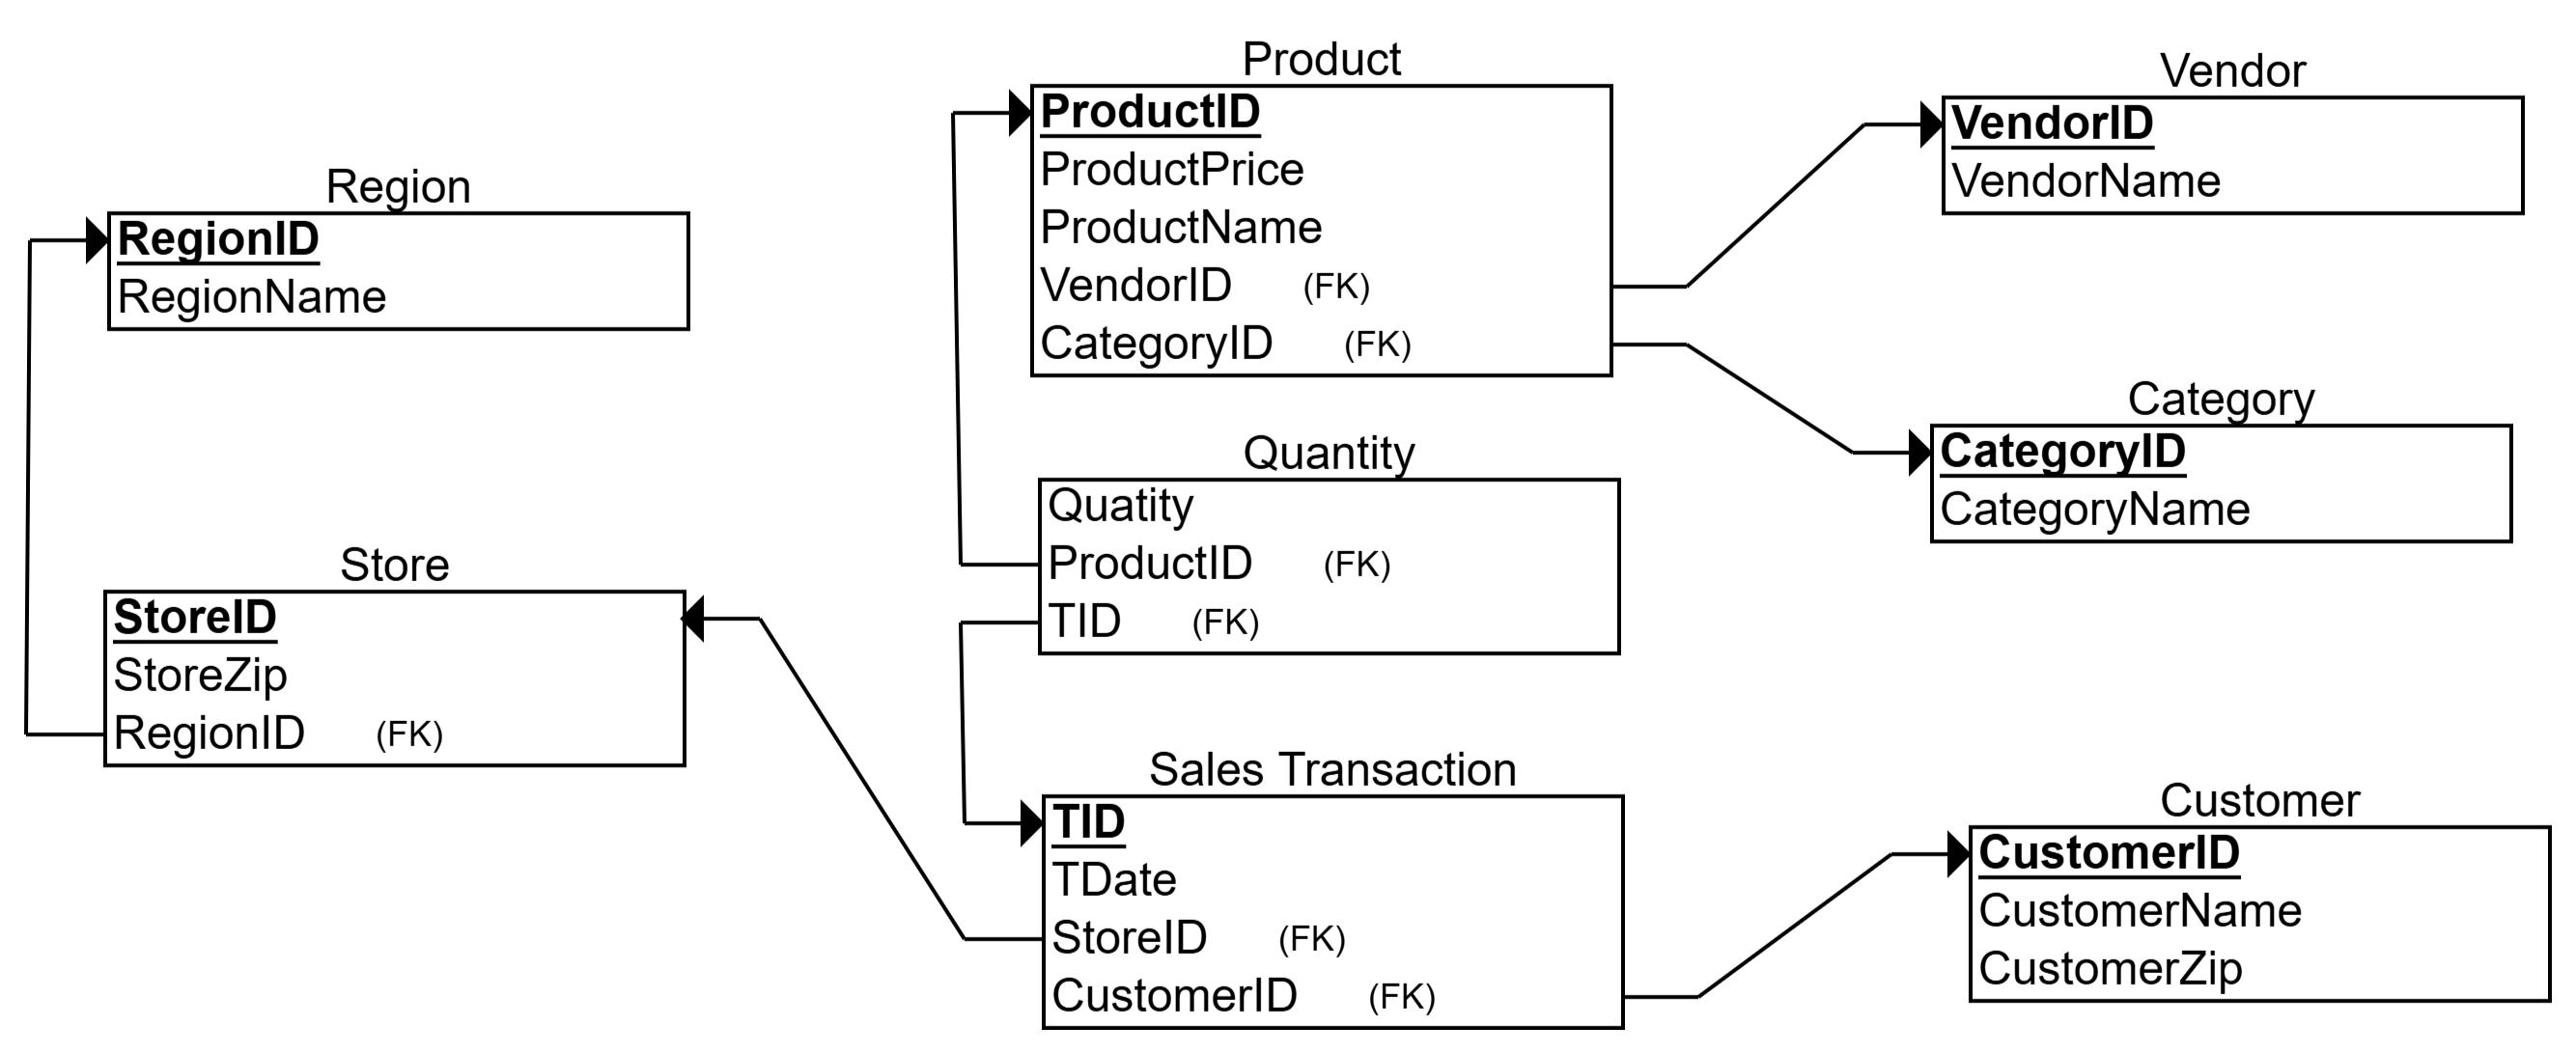 Product
ProductID
ProductPrice
ProductName
VendorID (FK)
CategoryID (FK)
Vendor
VendorID
VendorName
Region
RegionID
RegionName
Category
CategoryID
CategoryName
Quantity
Quatity
ProductID (FK)
TID (FK)
Store
StoreID
StoreZip
RegionID (FK)
Sales Transaction
TID
TDate
StoreID (FK)
CustomerID (FK)
Customer
CustomerID
CustomerName
CustomerZip